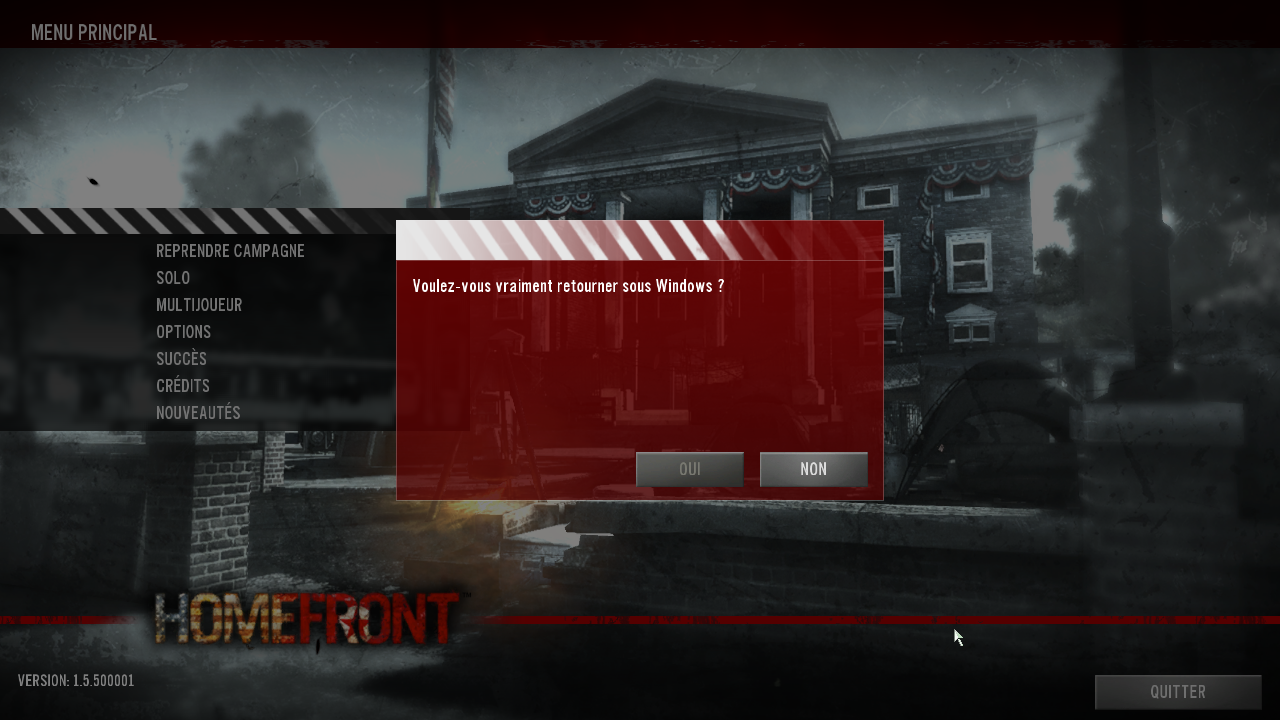 MENU PRINCIPAL
REPRENDRE CAMPAGNE
SOLO
MULTIJOUEUR
OPTIONS
SUCCÈS
CRÉDITS
NOUVEAUTÉS
Voulez-vous vraiment retourner sous Windows ?
OUI
NON
HOMEFRONT™
VERSION: 1.5.500001
QUITTER